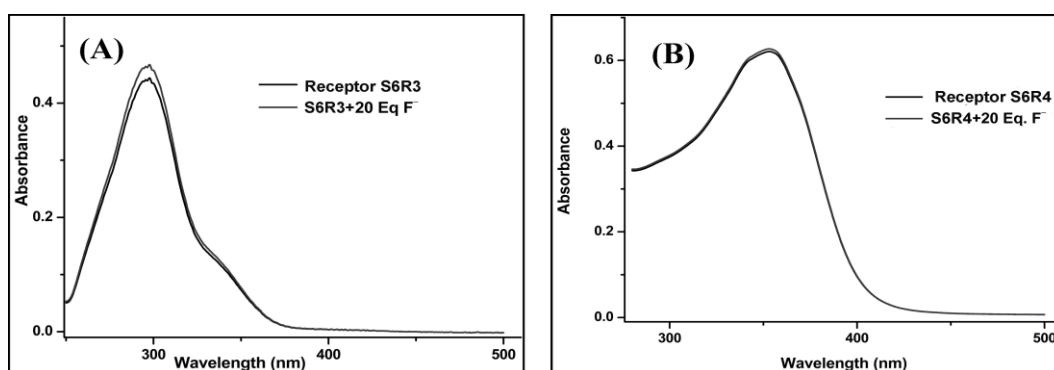 (A)
Receptor S6R3
S6R3+20 Eq F⁻
Absorbance
0.4
0.2
0.0
300
400
500
Wavelength (nm)
(B)
Receptor S6R4
S6R4+20 Eq. F⁻
Absorbance
0.6
0.4
0.2
0.0
300
400
500
Wavelength (nm)